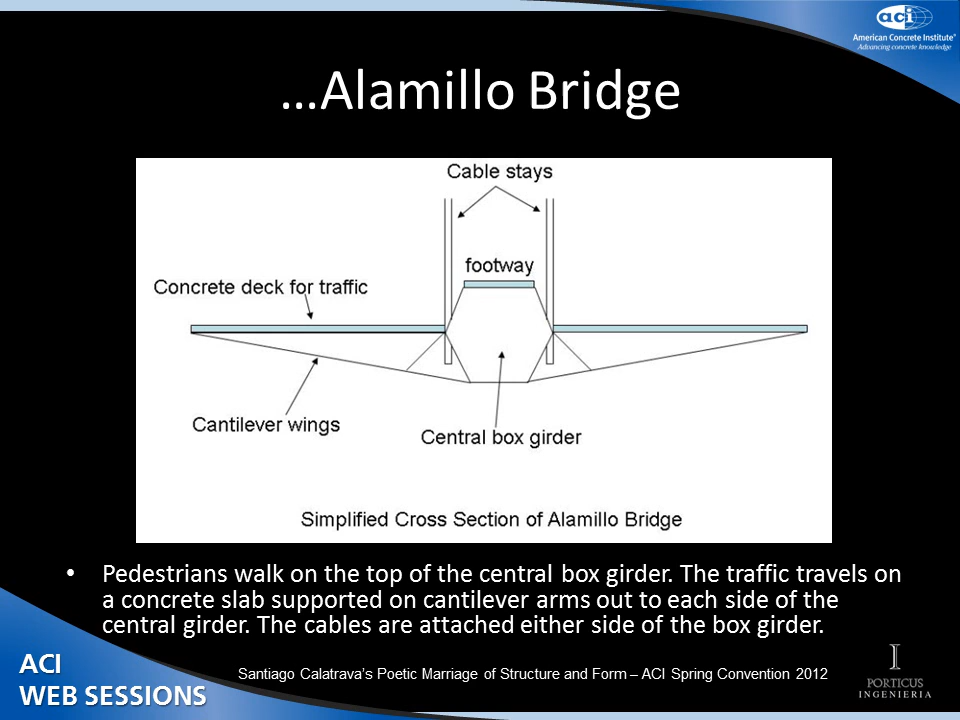 aci
American Concrete Institute®
Advancing concrete knowledge
...Alamillo Bridge
Cable stays
footway
Concrete deck for traffic
Cantilever wings
Central box girder
Simplified Cross Section of Alamillo Bridge
• Pedestrians walk on the top of the central box girder. The traffic travels on
a concrete slab supported on cantilever arms out to each side of the
central girder. The cables are attached either side of the box girder.
ACI
WEB SESSIONS
Santiago Calatrava's Poetic Marriage of Structure and Form – ACI Spring Convention 2012
PORTICUS
INGENIERIA